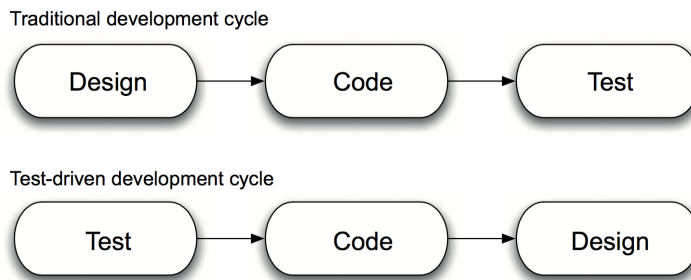 Traditional development cycle
Design Code Test
Test-driven development cycle
Test Code Design